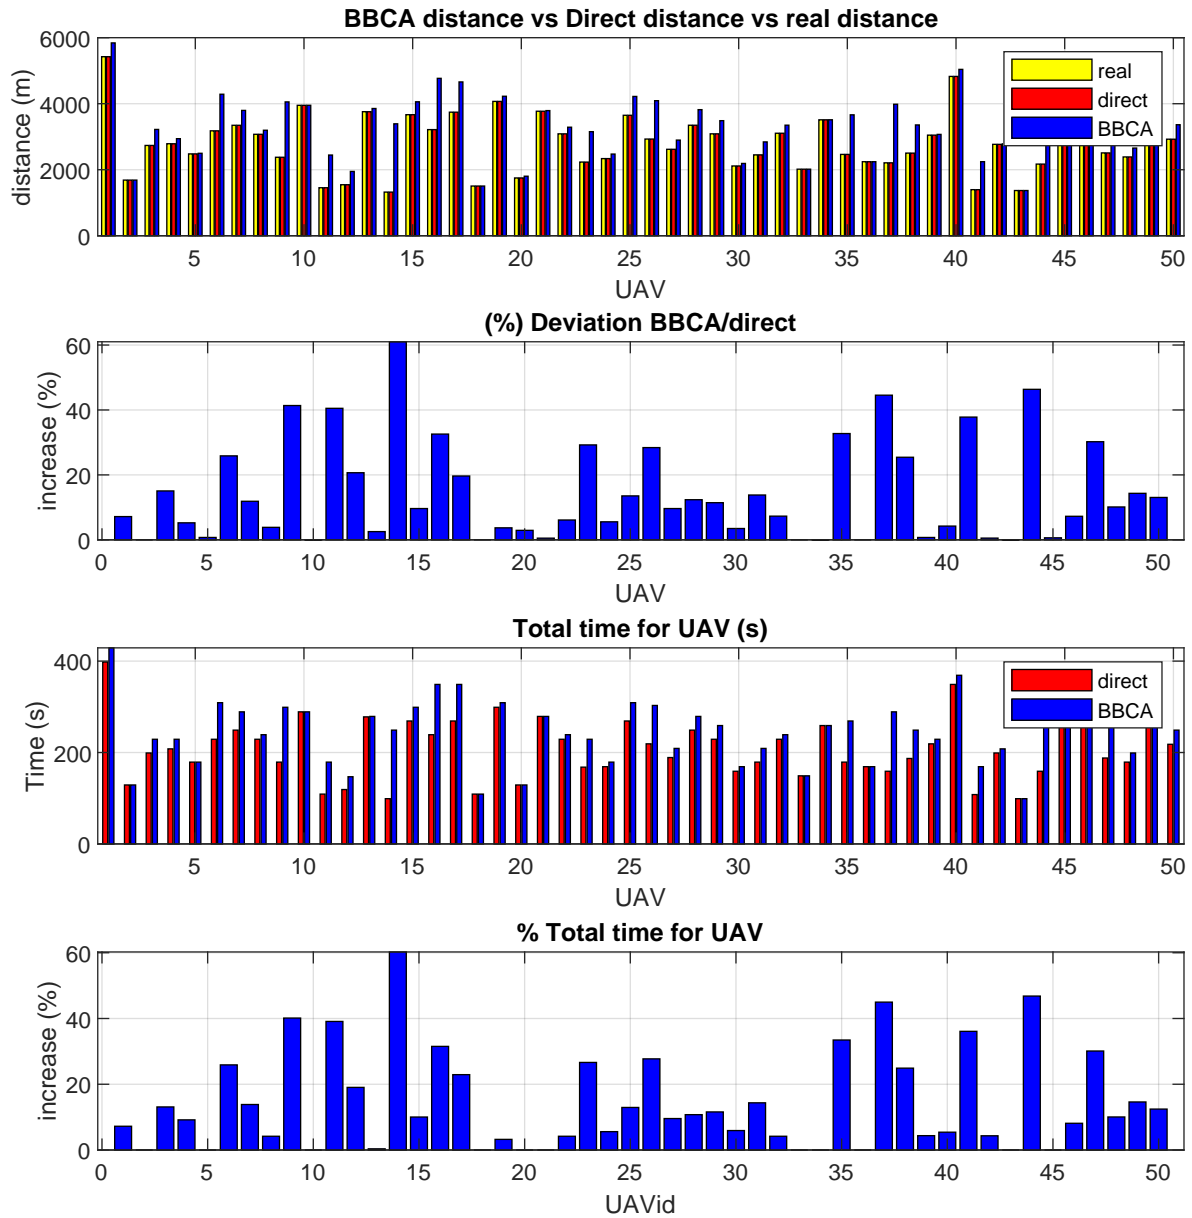 BBCA distance vs Direct distance vs real distance
distance (m)
6000
4000
2000
0
real
direct
BBCA
5 10 15 20 25 30 35 40 45 50
UAV
(%) Deviation BBCA/direct
increase (%)
60
40
20
0
0 5 10 15 20 25 30 35 40 45 50
UAV
Total time for UAV (s)
Time (s)
400
200
0
direct
BBCA
5 10 15 20 25 30 35 40 45 50
UAV
% Total time for UAV
increase (%)
60
40
20
0
0 5 10 15 20 25 30 35 40 45 50
UAVid